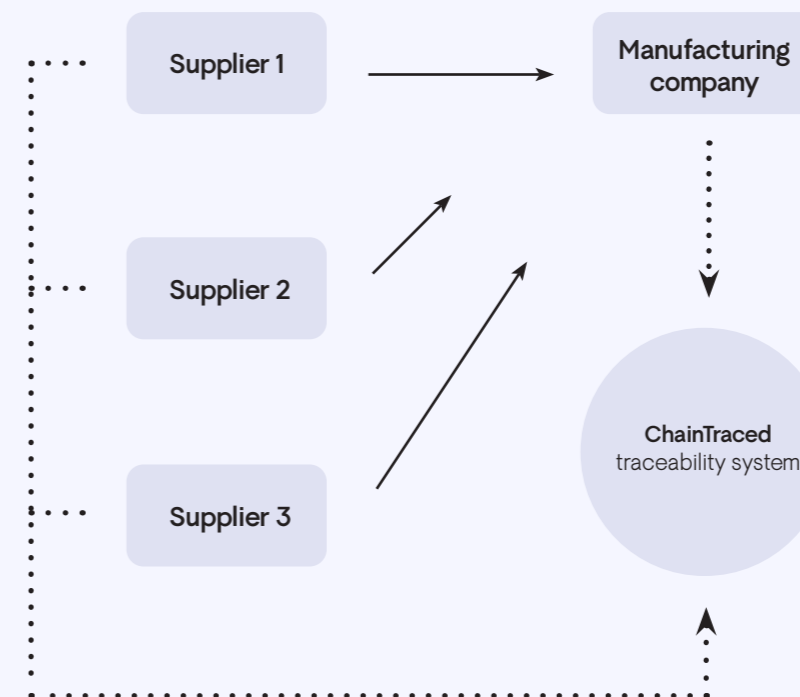 Supplier 1
Manufacturing
company
Supplier 2
ChainTraced
traceability system
Supplier 3